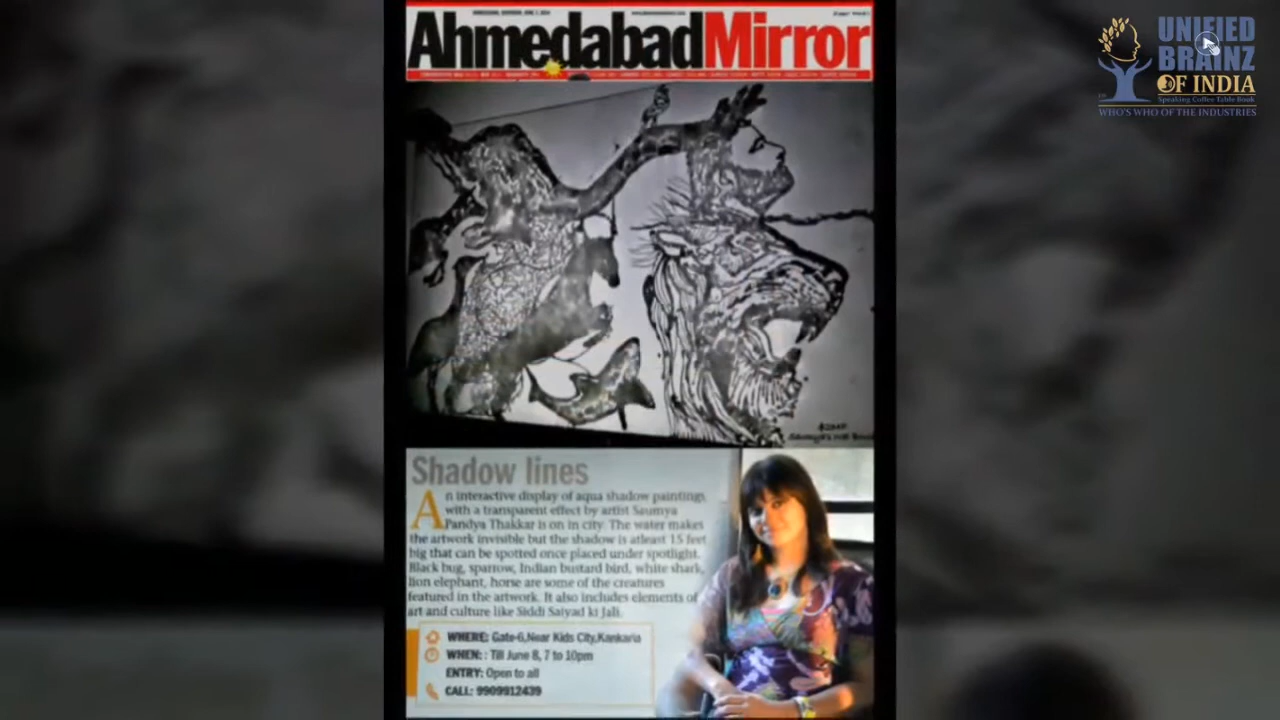 Ahmedabad Mirror
UNIFIED
BRAINZ
OF INDIA
Speaking Coffee Table Book
WHO'S WHO OF THE INDUSTRIES
Shadow lines
An interactive display of aqua shadow paintings,
with a transparent effect by artist Saumya
Pandya Thakkar is on in city. The water makes
the artwork invisible but the shadow is atleast 15 feet
big that can be spotted once placed under spotlight.
Black bug, sparrow, Indian bustard bird, white shark,
lion elephant, horse are some of the creatures
featured in the artwork. It also includes elements of
art and culture like Siddi Saiyad ki Jali.
WHERE: Gate-6,Near Kids City,Kankaria
WHEN: : Till June 8, 7 to 10pm
ENTRY: Open to all
CALL: 9909912439